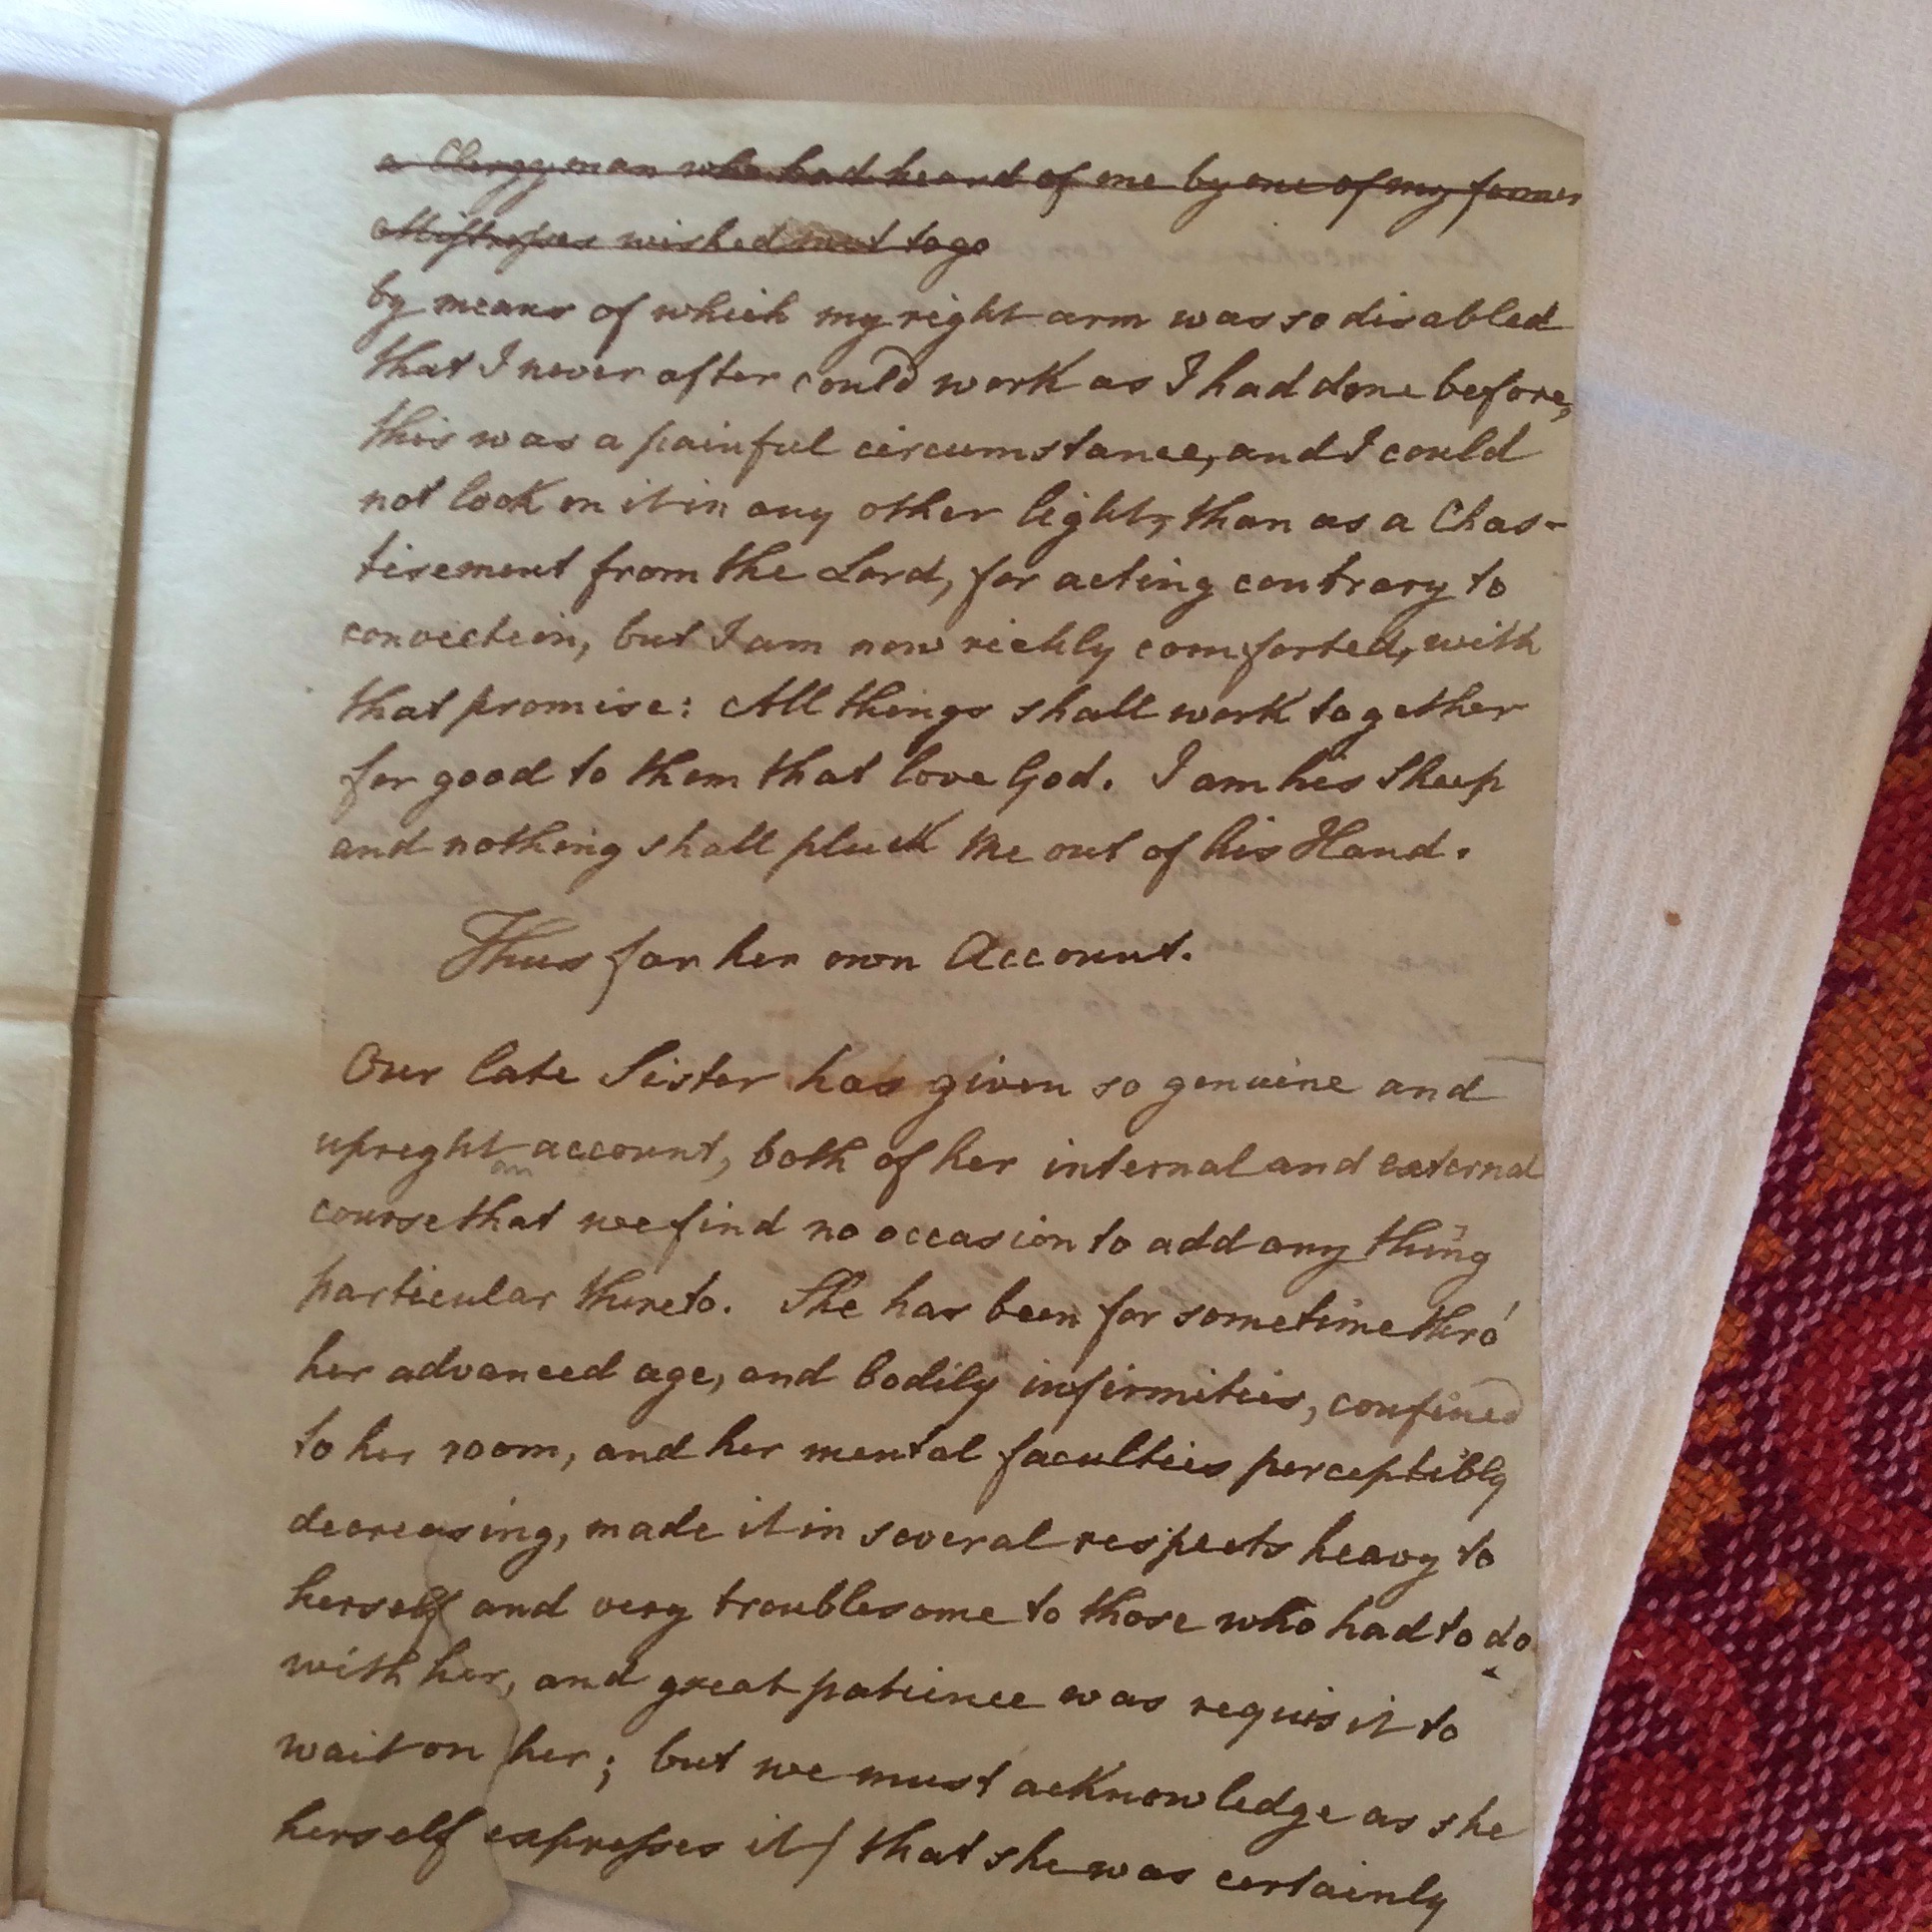 a Clergyman who had heard of me by one of my former
Mistresses wished to go
by means of which my right arm was so disabled
that I never after could work as I had done before,
this was a painful circumstance, and I could
not look on it in any other light, than as a Chas-
tisement from the Lord, for acting contrary to
convictein, but I am now richly comforted, with
that promise: All things shall work together
for good to them that love God. I am his Sheep
and nothing shall pluck me out of his Hand.
Thus far her own Account.
Our late Sister has given so genuine and
upreght account, both of her internal and external
an
course that we find no occasion to add any thing
particular thereto. She has been for sometime thro'
her advanced age, and bodily infirmities, confined
to her room, and her mental faculties perceptibly
decreasing, made it in several respects heavy to
herself and very troublesome to those who had to do
with her, and great patience was requisit to
wait on her; but we must acknowledge as she
herself expresses it/ that she was certainly